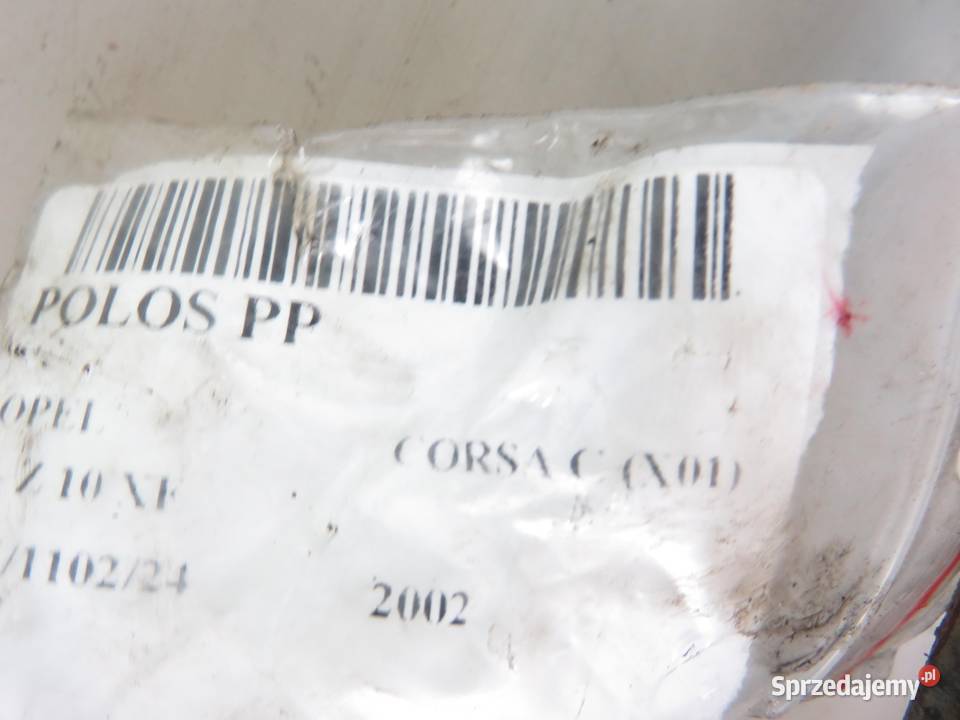 POLOS PP
OPEL
CORSA C (X01)
Z 10 XE
/1102/24
2002
Sprzedajemy.pl